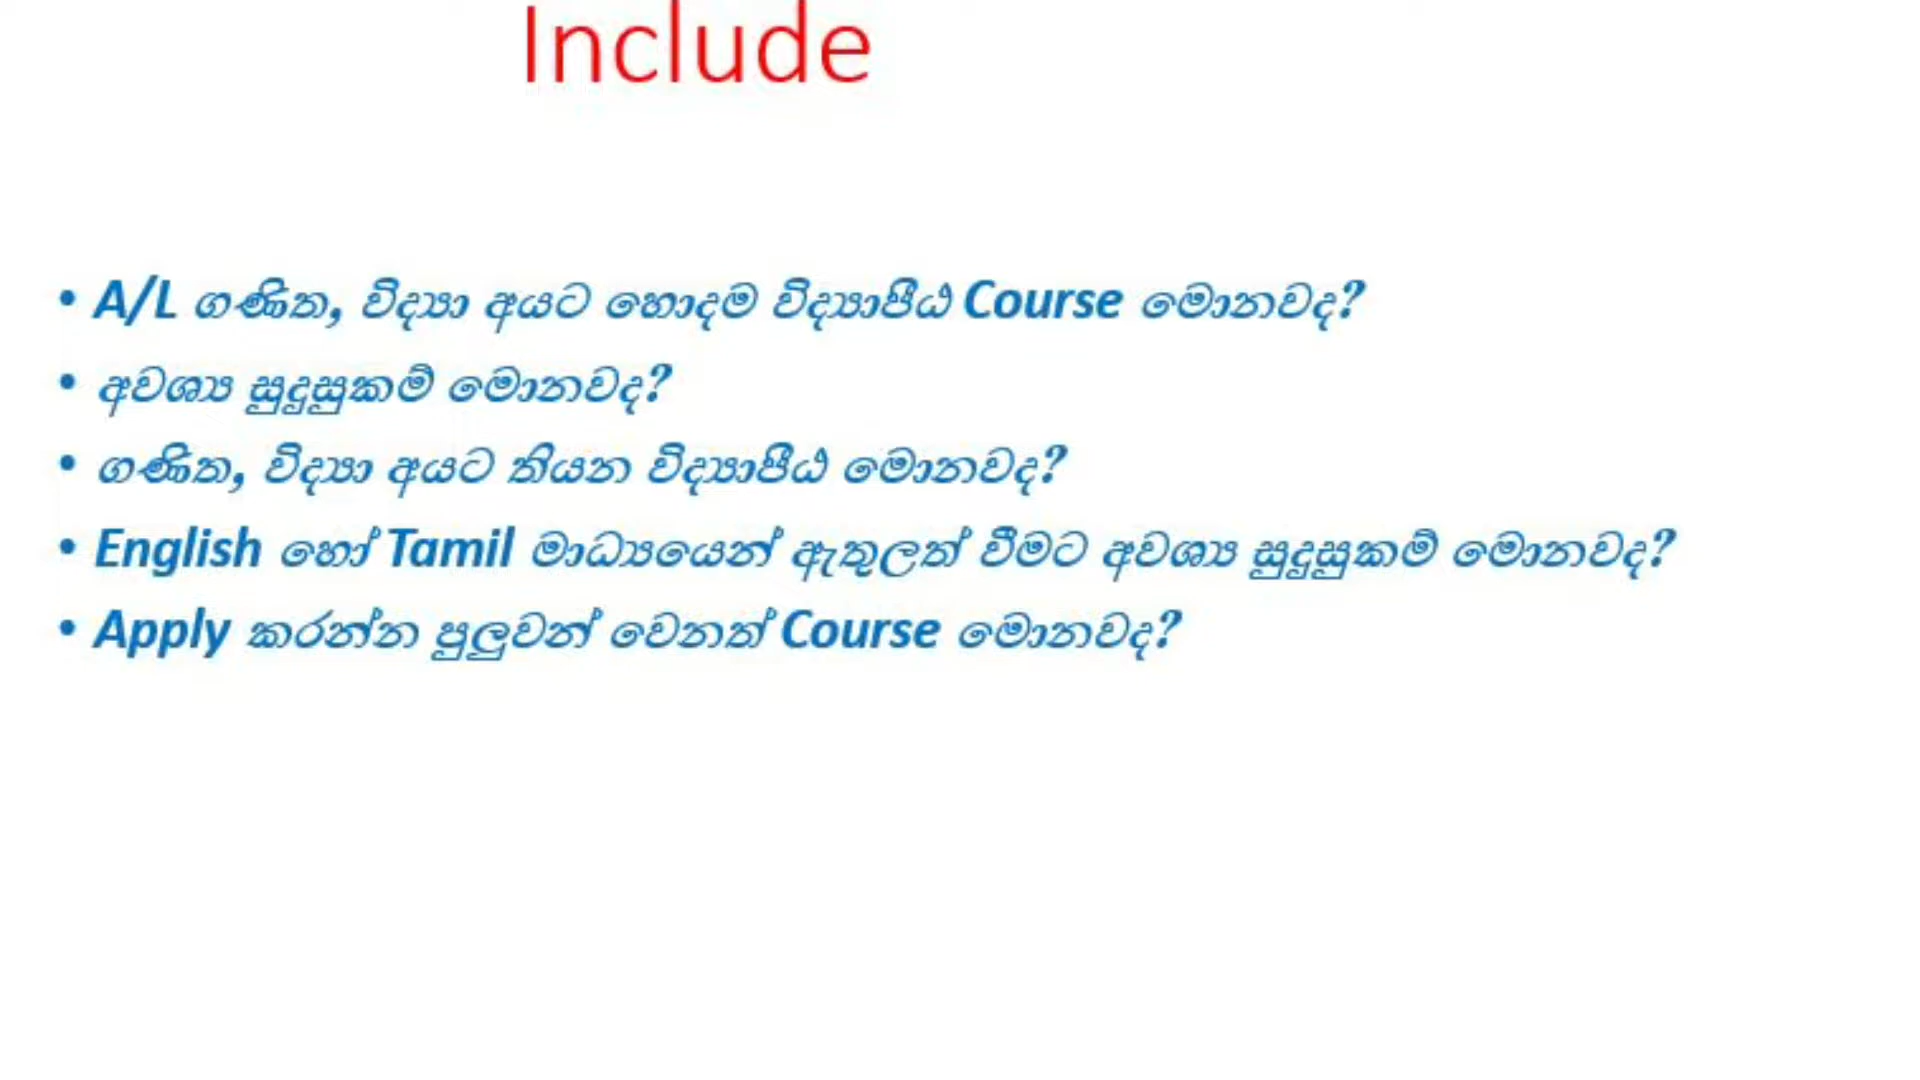 Include
• A/L ගණිත, විද්‍යා අයට හොදම විද්‍යාපීඨ Course මොනවද?
• අවශ්‍ය සුදුසුකම් මොනවද?
• ගණිත, විද්‍යා අයට තියන විද්‍යාපීඨ මොනවද?
• English හෝ Tamil මාධ්‍යයෙන් ඇතුලත් වීමට අවශ්‍ය සුදුසුකම් මොනවද?
• Apply කරන්න පුලුවන් වෙනත් Course මොනවද?